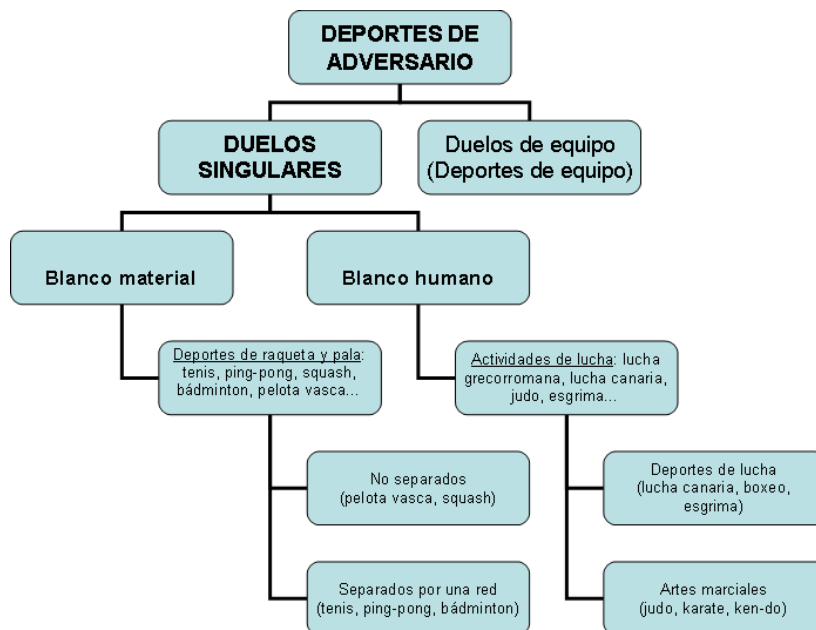 DEPORTES DE
ADVERSARIO
DUELOS
SINGULARES
Duelos de equipo
(Deportes de equipo)
Blanco material
Blanco humano
Deportes de raqueta y pala:
tenis, ping-pong, squash,
bádminton, pelota vasca...
Actividades de lucha: lucha
grecorromana, lucha canaria,
judo, esgrima...
No separados
(pelota vasca, squash)
Deportes de lucha
(lucha canaria, boxeo,
esgrima)
Separados por una red
(tenis, ping-pong, bádminton)
Artes marciales
(judo, karate, ken-do)